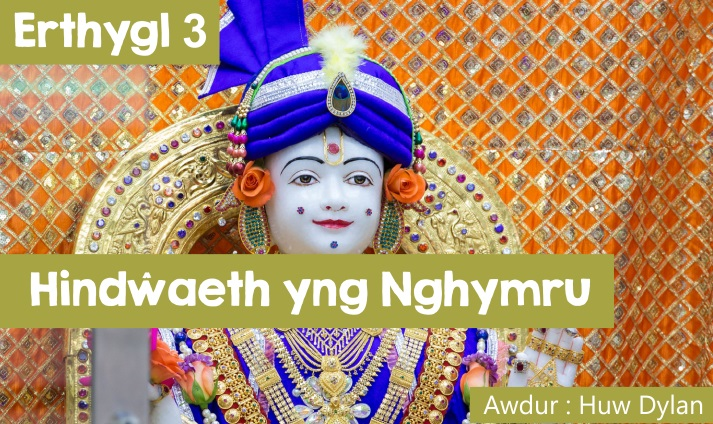 Erthygl 3
Hindŵaeth yng Nghymru
Awdur : Huw Dylan